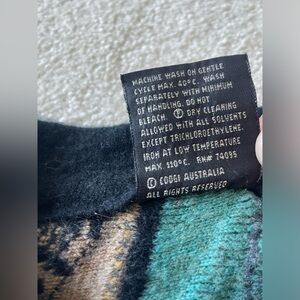 MACHINE WASH ON GENTLE
CYCLE MAX. 40°C. WASH
SEPARATELY WITH MINIMUM
OF HANDLING. DO NOT
BLEACH. Ⓟ DRY CLEANING
ALLOWED WITH ALL SOLVENTS
EXCEPT TRICHLOROETHYLENE.
IRON AT LOW TEMPERATURE
MAX. 110°C. RN# 74095
© COOGI AUSTRALIA
ALL RIGHTS RESERVED